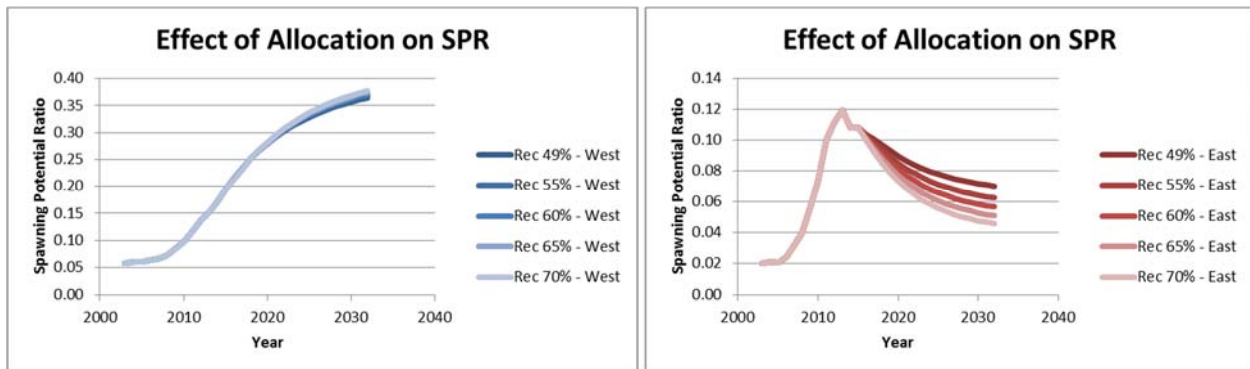 Effect of Allocation on SPR
Spawning Potential Ratio
0.40
0.35
0.30
0.25
0.20
0.15
0.10
0.05
0.00
2000 2010 2020 2030 2040
Year
Rec 49% - West
Rec 55% - West
Rec 60% - West
Rec 65% - West
Rec 70% - West
Effect of Allocation on SPR
Spawning Potential Ratio
0.14
0.12
0.10
0.08
0.06
0.04
0.02
0.00
2000 2010 2020 2030 2040
Year
Rec 49% - East
Rec 55% - East
Rec 60% - East
Rec 65% - East
Rec 70% - East